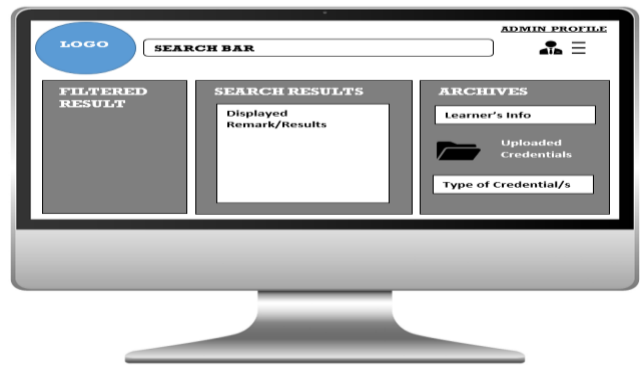 ADMIN PROFILE
LOGO
SEARCH BAR
FILTERED
RESULT
SEARCH RESULTS
Displayed
Remark/Results
ARCHIVES
Learner's Info
Uploaded
Credentials
Type of Credential/s